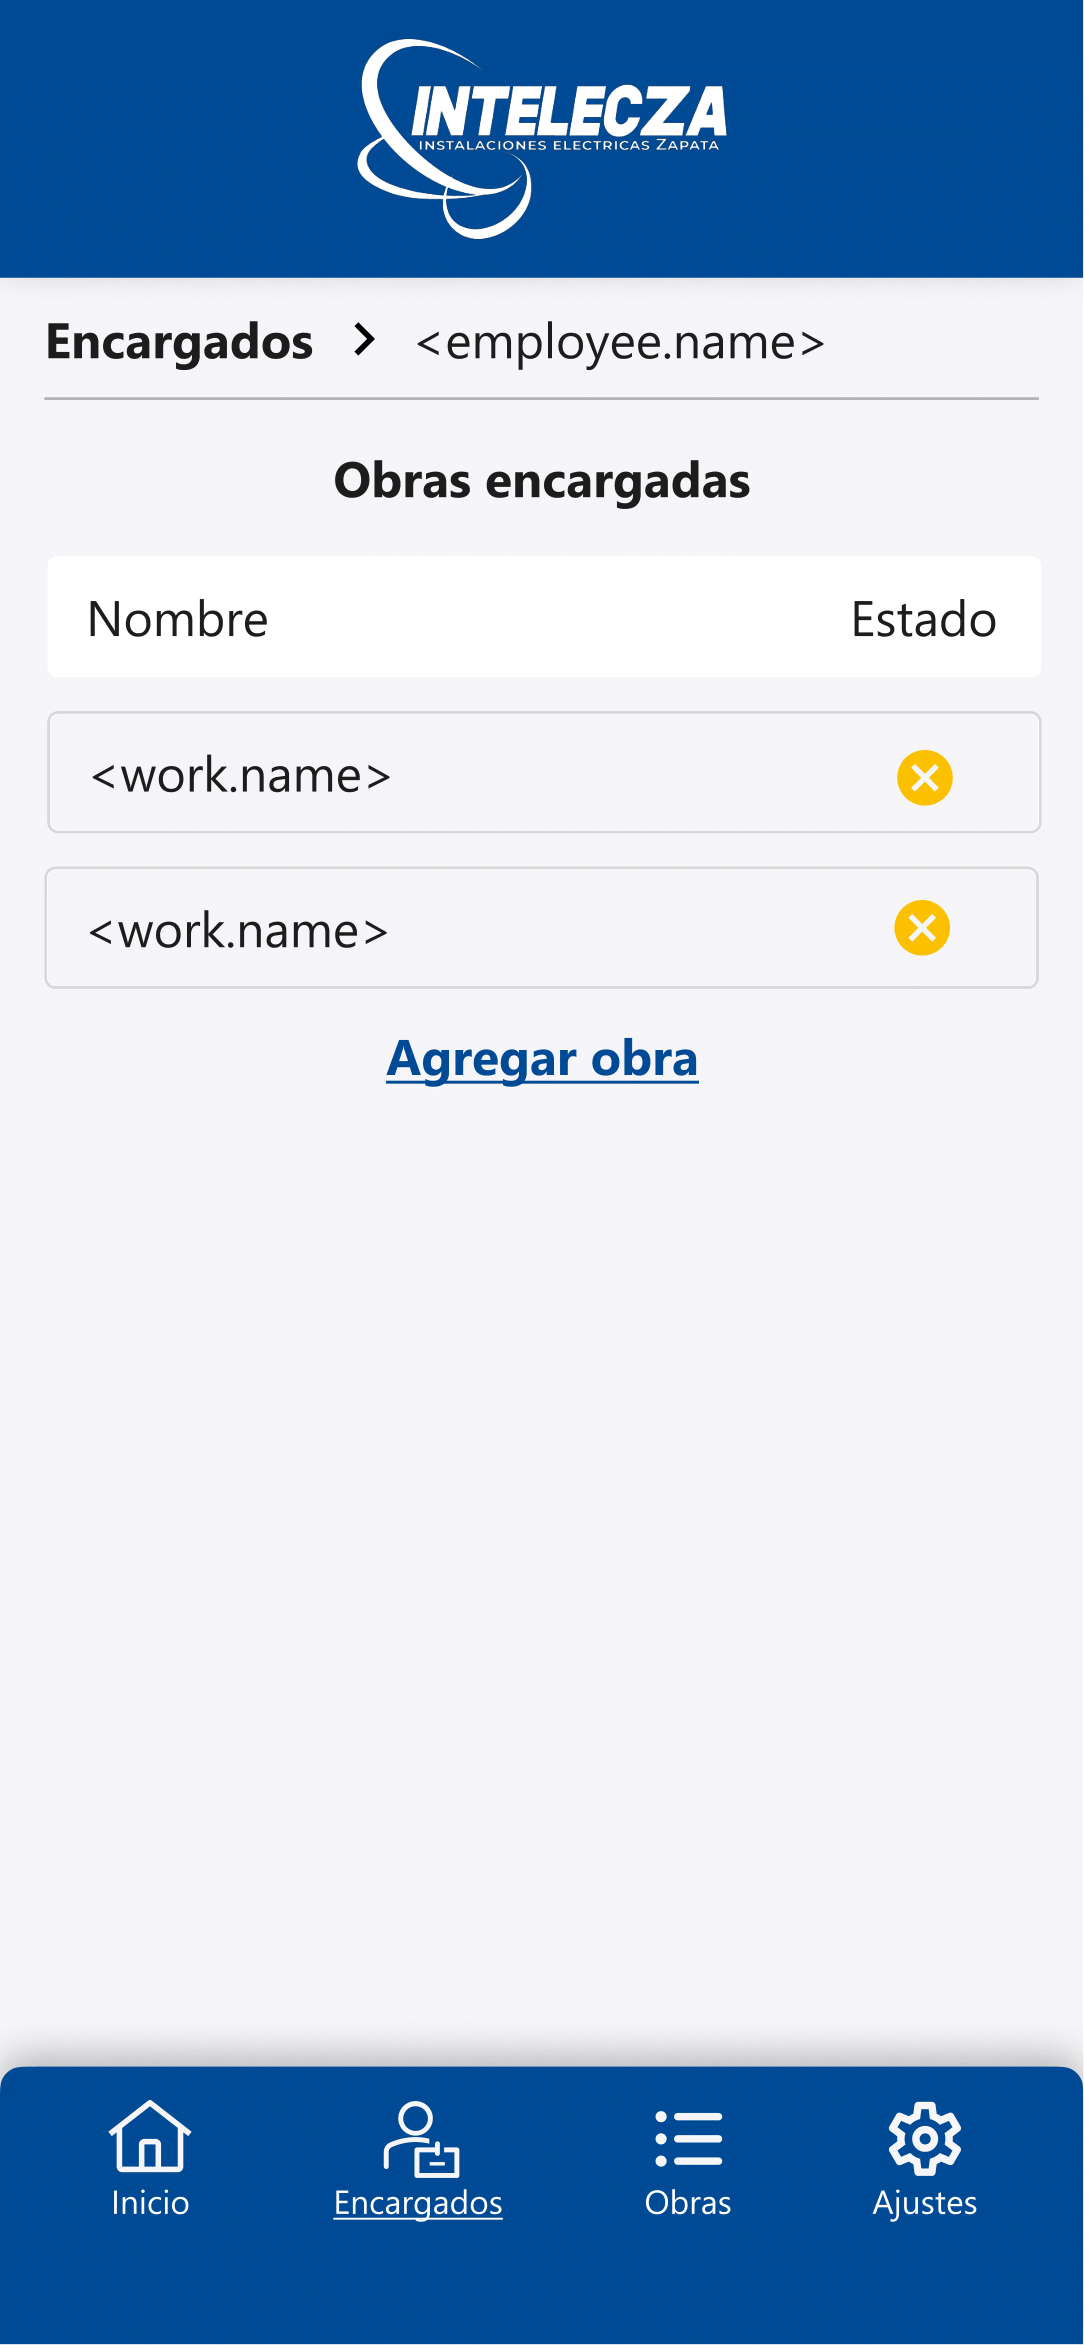 INTELECZA
INSTALACIONES ELECTRICAS ZAPATA
Encargados > <employee.name>
Obras encargadas
Nombre Estado
<work.name>
<work.name>
Agregar obra
Inicio Encargados Obras Ajustes